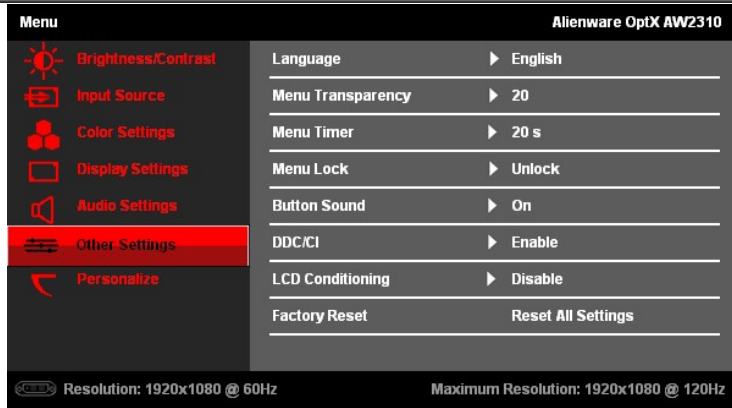 Menu Alienware OptX AW2310
Brightness/Contrast
Input Source
Color Settings
Display Settings
Audio Settings
Other Settings
Personalize
Language English
Menu Transparency 20
Menu Timer 20 s
Menu Lock Unlock
Button Sound On
DDC/CI Enable
LCD Conditioning Disable
Factory Reset Reset All Settings
Resolution: 1920x1080 @ 60Hz Maximum Resolution: 1920x1080 @ 120Hz